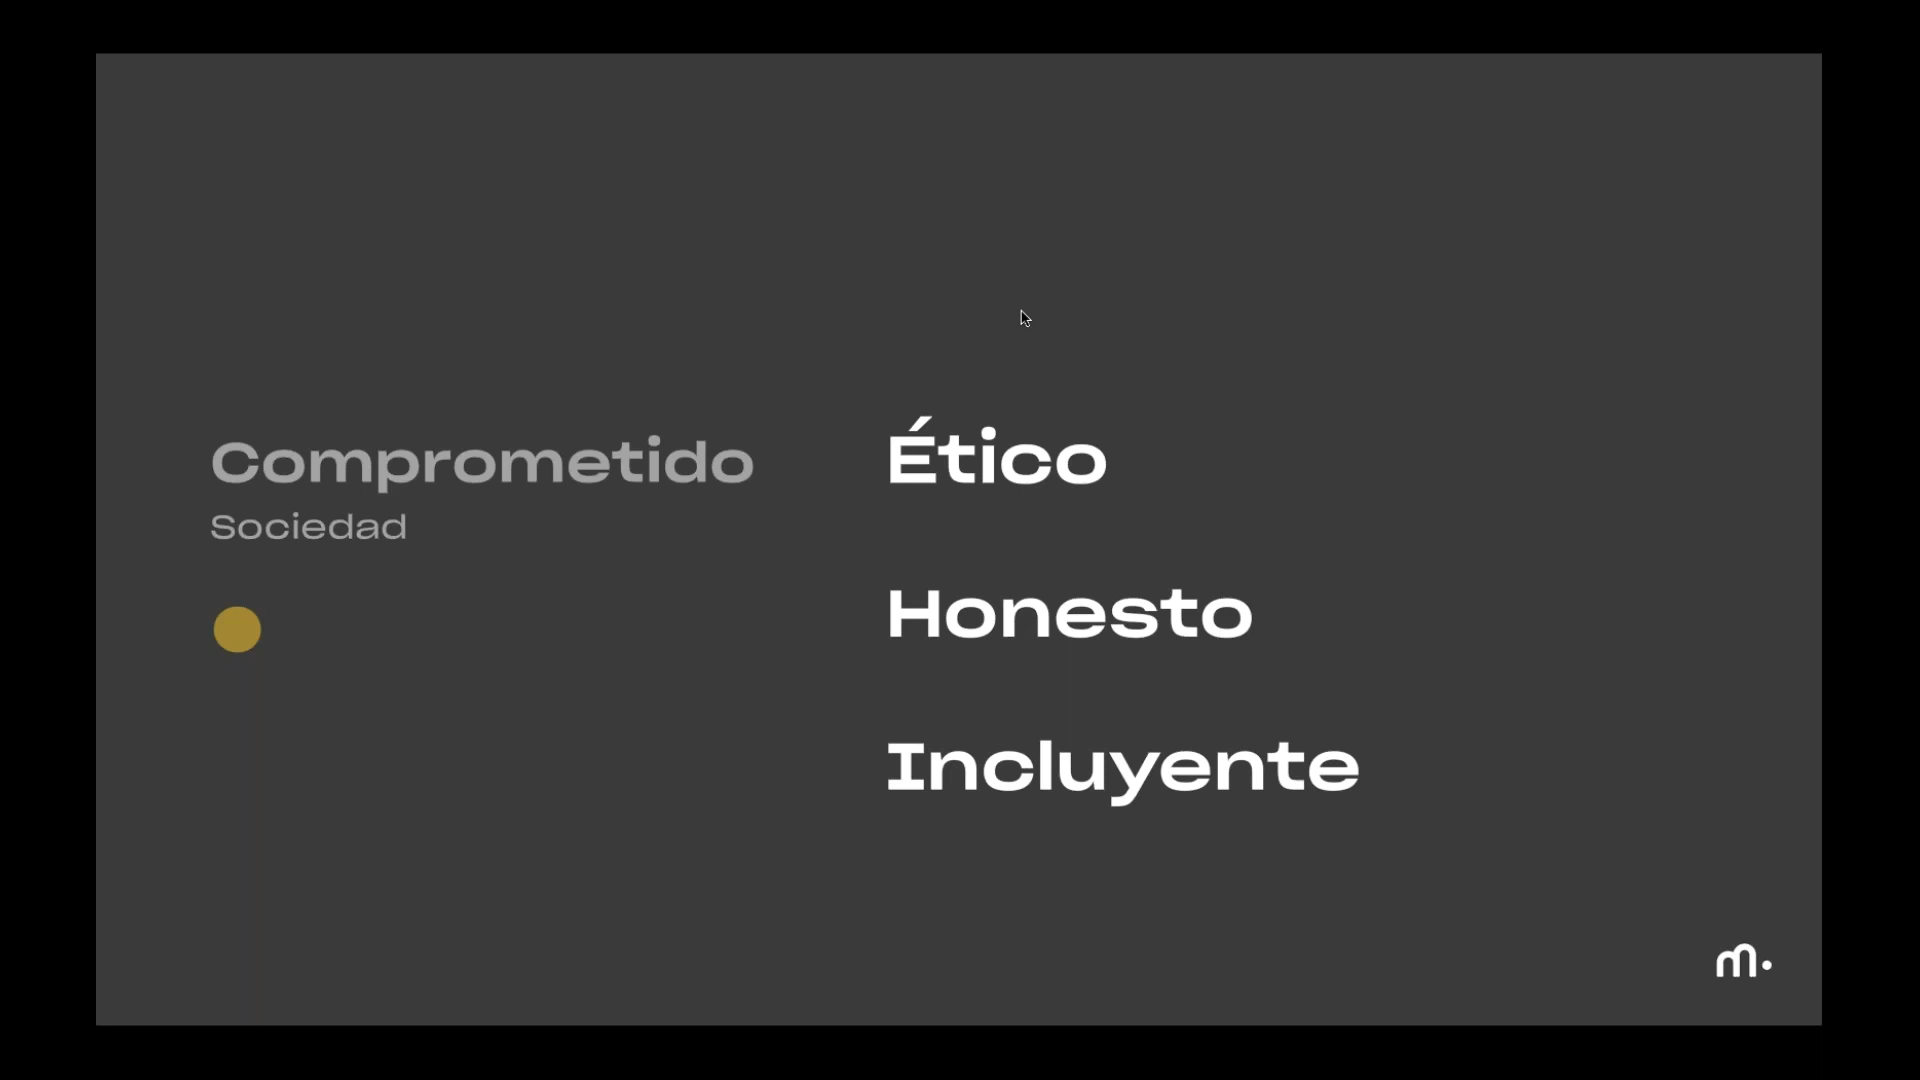 Comprometido
Sociedad
Ético
Honesto
Incluyente
m.